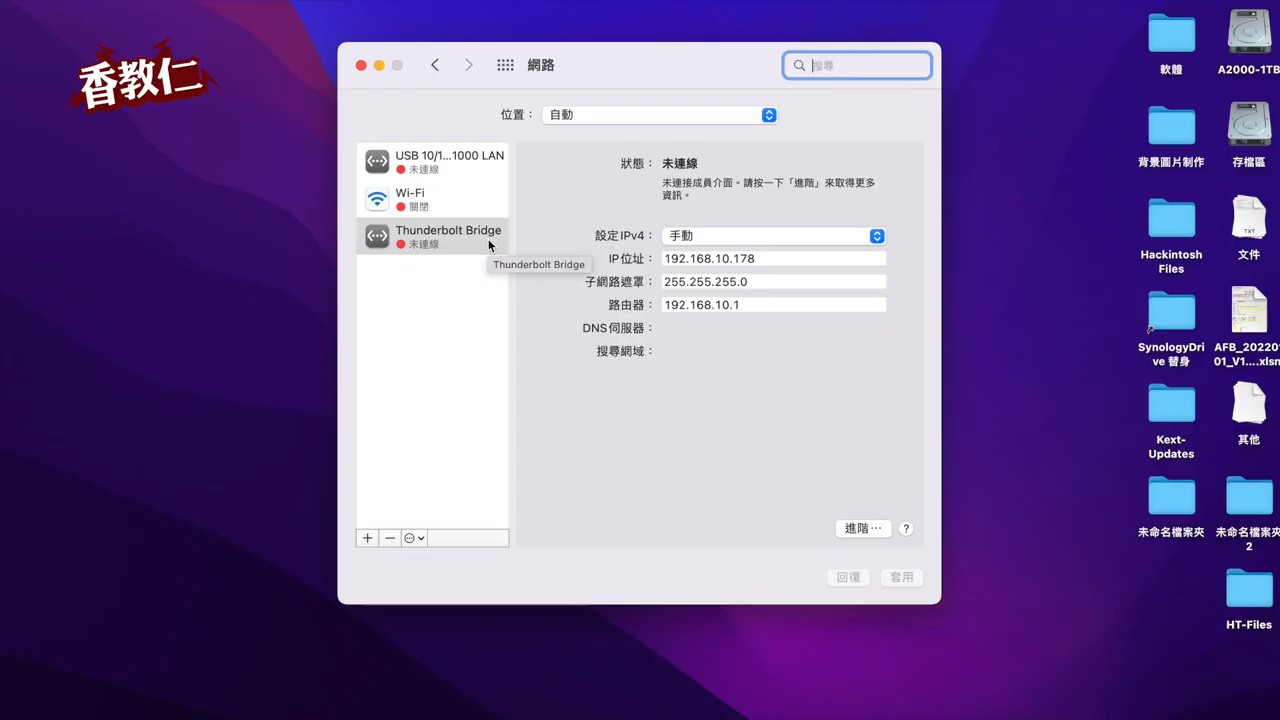 香教仁
網路
搜尋
位置：
自動
USB 10/1...1000 LAN
未連線
Wi-Fi
關閉
Thunderbolt Bridge
未連線
Thunderbolt Bridge
狀態：
未連線
未連接成員介面。請按一下「進階」來取得更多
資訊。
設定IPv4：
手動
IP位址：
192.168.10.178
子網路遮罩：
255.255.255.0
路由器：
192.168.10.1
DNS伺服器：
搜尋網域：
進階…
?
回復
套用
軟體
A2000-1TB
背景圖片制作
存檔區
Hackintosh
Files
TXT
文件
SynologyDri
ve 替身
AFB_20220
01_V1....xlsm
Kext-
Updates
其他
未命名檔案夾
未命名檔案夾
2
HT-Files